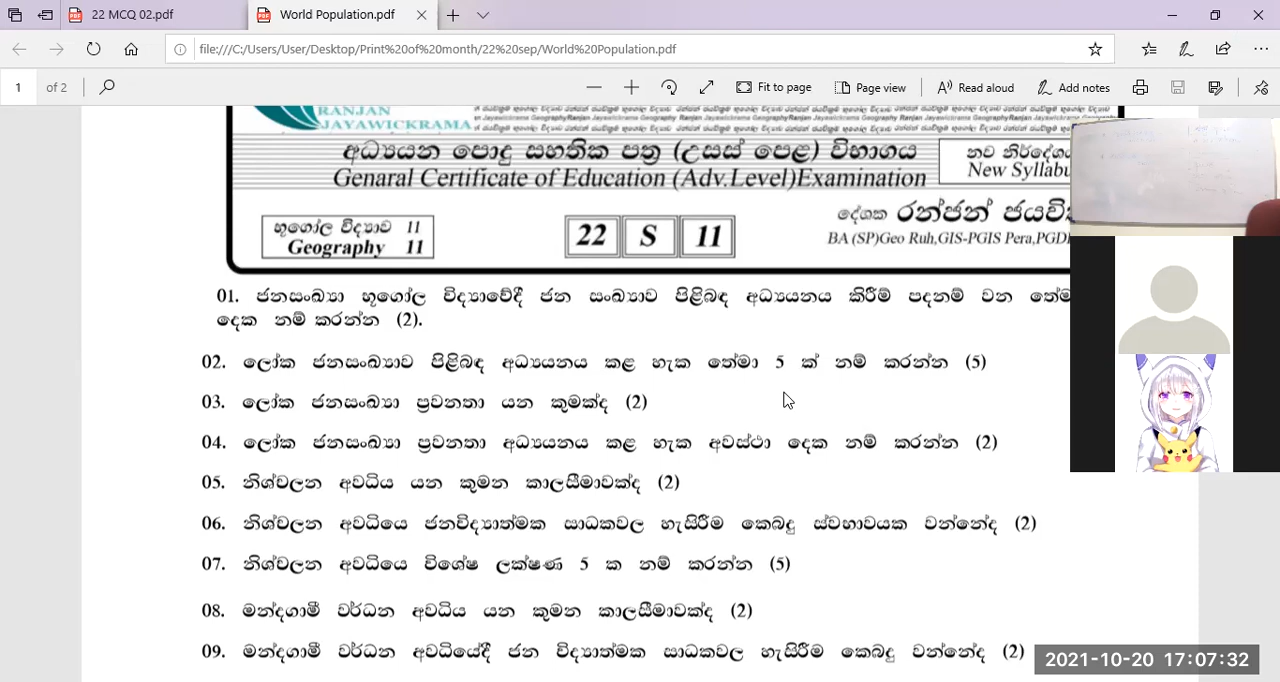 22 MCQ 02.pdf
World Population.pdf
file:///C:/Users/User/Desktop/Print%20of%20month/22%20sep/World%20Population.pdf
1 of 2
Fit to page
Page view
Read aloud
Add notes
RANJAN
JAYAWICKRAMA
අධ්‍යයන පොදු සහතික පත්‍ර (උසස් පෙළ) විභාගය
නව නිර්දේශය
Genaral Certificate of Education (Adv.Level)Examination
New Syllabu
භූගෝල විද්‍යාව 11
Geography 11
22 S 11
දේශක රන්ජන් ජයවි
BA (SP)Geo Ruh,GIS-PGIS Pera,PGD
01. ජනසංඛ්‍යා භූගෝල විද්‍යාවේදී ජන සංඛ්‍යාව පිළිබඳ අධ්‍යයනය කිරීම් පදනම් වන තේමා
දෙක නම් කරන්න (2).
02. ලෝක ජනසංඛ්‍යාව පිළිබඳ අධ්‍යයනය කළ හැක තේමා 5 ක් නම් කරන්න (5)
03. ලෝක ජනසංඛ්‍යා ප්‍රවනතා යන කුමක්ද (2)
04. ලෝක ජනසංඛ්‍යා ප්‍රවනතා අධ්‍යයනය කළ හැක අවස්ථා දෙක නම් කරන්න (2)
05. නිශ්චලන අවධිය යන කුමන කාලසීමාවක්ද (2)
06. නිශ්චලන අවධියෙ ජනවිද්‍යාත්මක සාධකවල හැසිරීම කෙබදු ස්වභාවයක වන්නේද (2)
07. නිශ්චලන අවධියෙ විශේෂ ලක්ෂණ 5 ක නම් කරන්න (5)
08. මන්දගාමී වර්ධන අවධිය යන කුමන කාලසීමාවක්ද (2)
09. මන්දගාමී වර්ධන අවධියේදී ජන විද්‍යාත්මක සාධකවල හැසිරීම කෙබදු වන්නේද (2)
2021-10-20 17:07:32